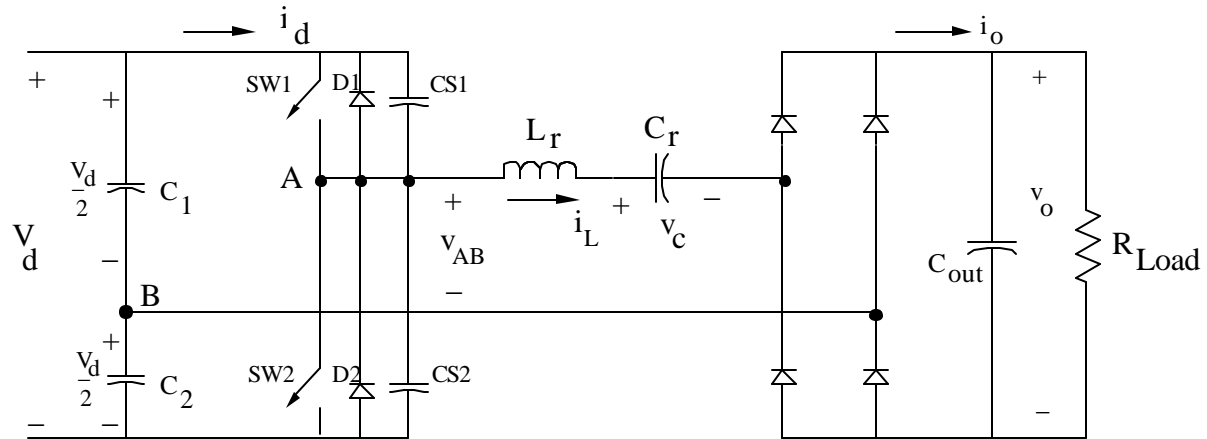 i_d
i_o
+ + SW1 D1 CS1 +
L_r C_r
V_d/2 C_1 A + i_L + v_c −
V_d − v_AB v_o R_Load
B − C_out
V_d/2 + C_2 SW2 D2 CS2
− − −